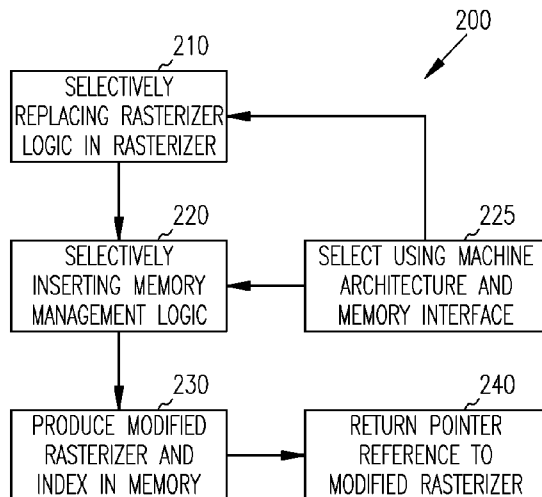 200
210
SELECTIVELY
REPLACING RASTERIZER
LOGIC IN RASTERIZER
220
SELECTIVELY
INSERTING MEMORY
MANAGEMENT LOGIC
225
SELECT USING MACHINE
ARCHITECTURE AND
MEMORY INTERFACE
230
PRODUCE MODIFIED
RASTERIZER AND
INDEX IN MEMORY
240
RETURN POINTER
REFERENCE TO
MODIFIED RASTERIZER